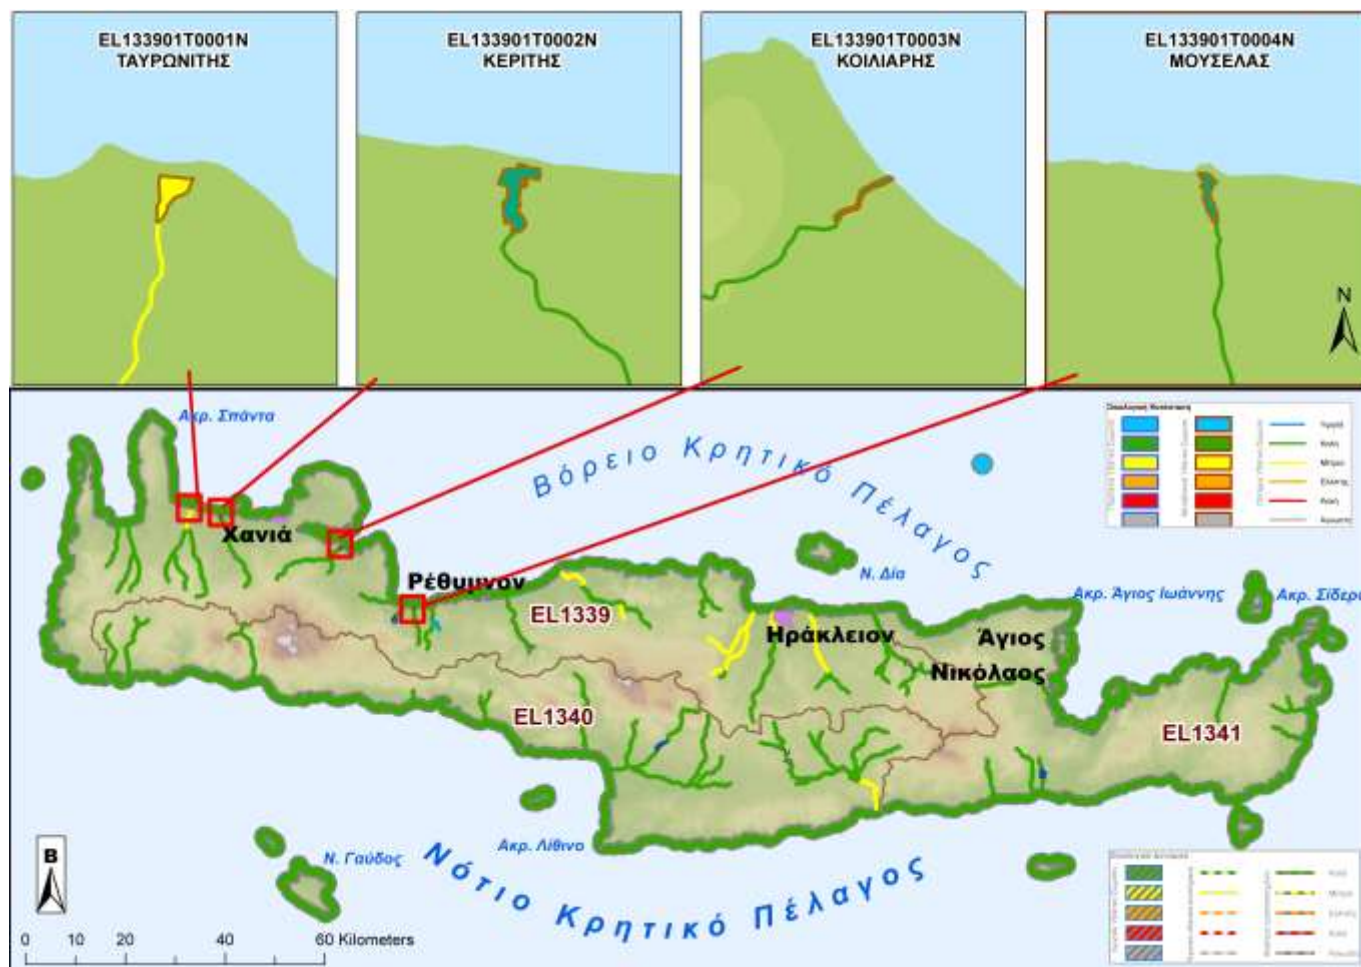 EL133901T0001N
ΤΑΥΡΩΝΙΤΗΣ
EL133901T0002N
ΚΕΡΙΤΗΣ
EL133901T0003N
ΚΟΙΛΙΑΡΗΣ
EL133901T0004N
ΜΟΥΣΕΛΑΣ
N
Ακρ. Σπάντα
Βόρειο Κρητικό Πέλαγος
Χανιά
Ρέθυμνον
EL1339
Ν. Δία
Ηράκλειον
Ακρ. Άγιος Ιωάννης
Ακρ. Σίδερι
Άγιος
Νικόλαος
EL1340
EL1341
Ν. Γαύδος
Ακρ. Λίθινο
Νότιο Κρητικό Πέλαγος
Β
0 10 20 40 60 Kilometers